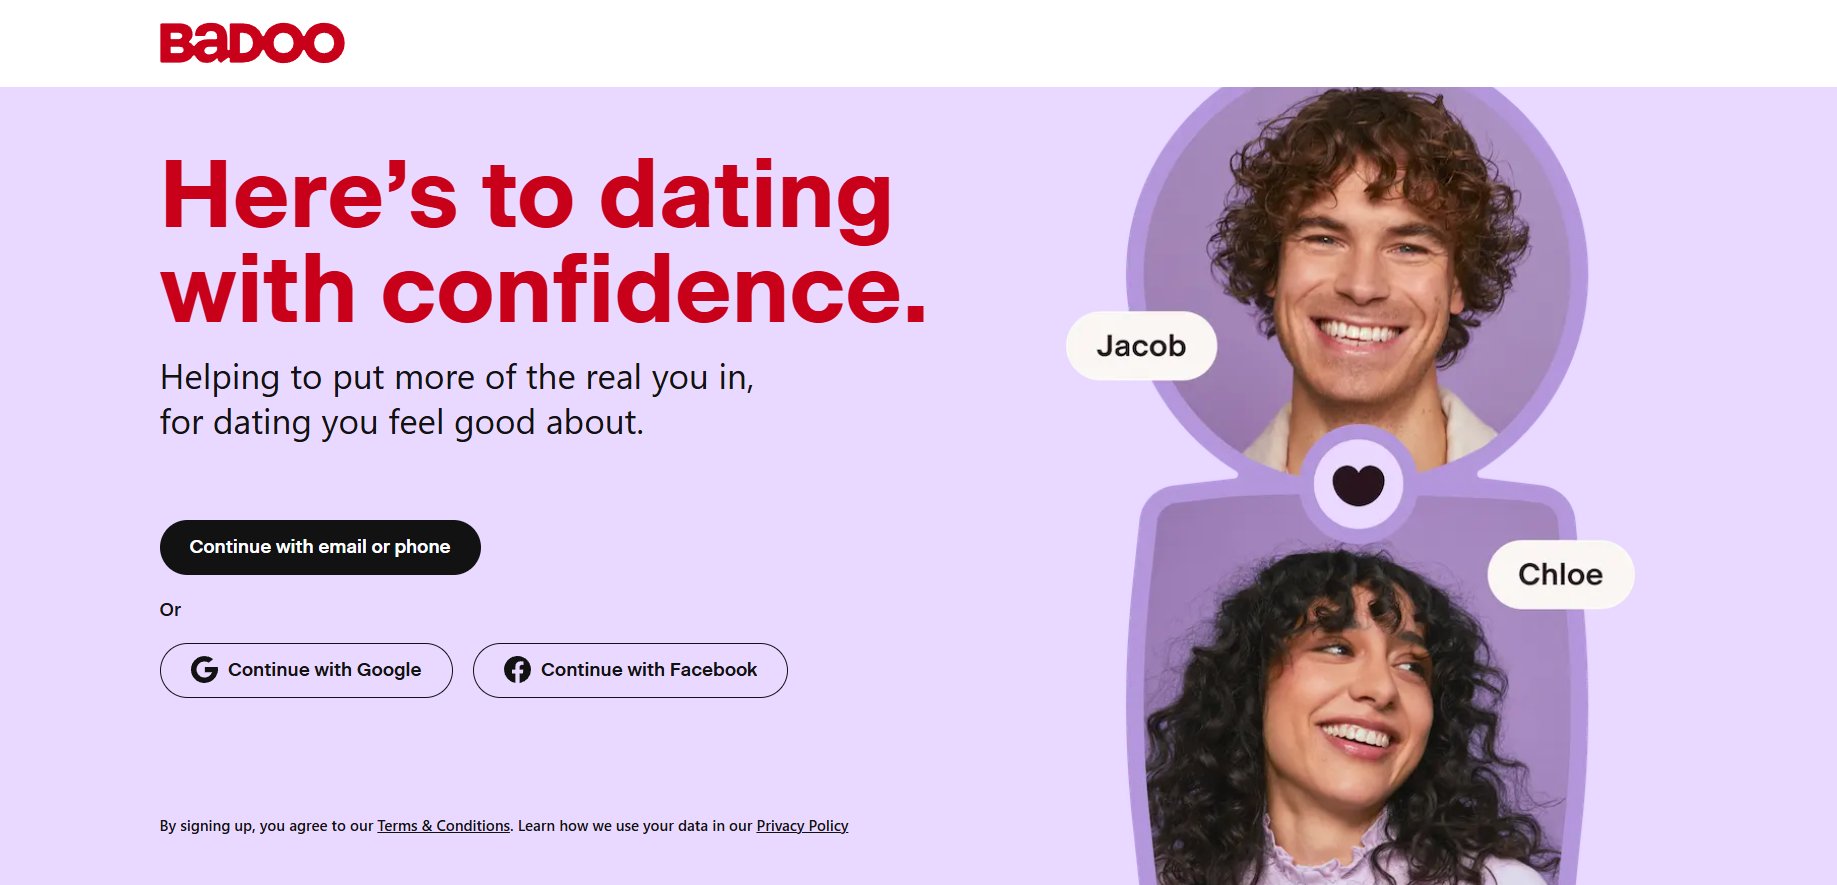 BADOO
Here’s to dating
with confidence.
Helping to put more of the real you in,
for dating you feel good about.
Continue with email or phone
Or
Continue with Google
Continue with Facebook
By signing up, you agree to our Terms & Conditions. Learn how we use your data in our Privacy Policy
Jacob
Chloe